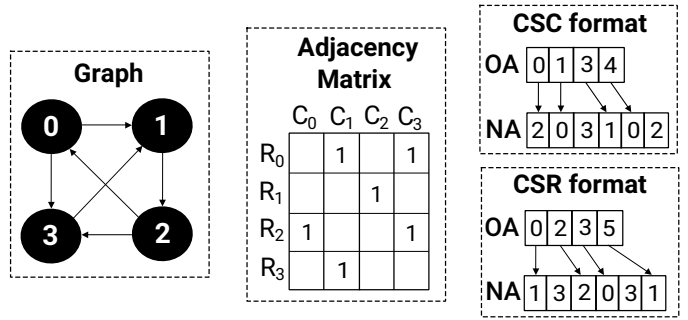 Graph
0 1
3 2
Adjacency
Matrix
C0 C1 C2 C3
R0 1 1
R1 1
R2 1 1
R3 1
CSC format
OA 0 1 3 4
NA 2 0 3 1 0 2
CSR format
OA 0 2 3 5
NA 1 3 2 0 3 1